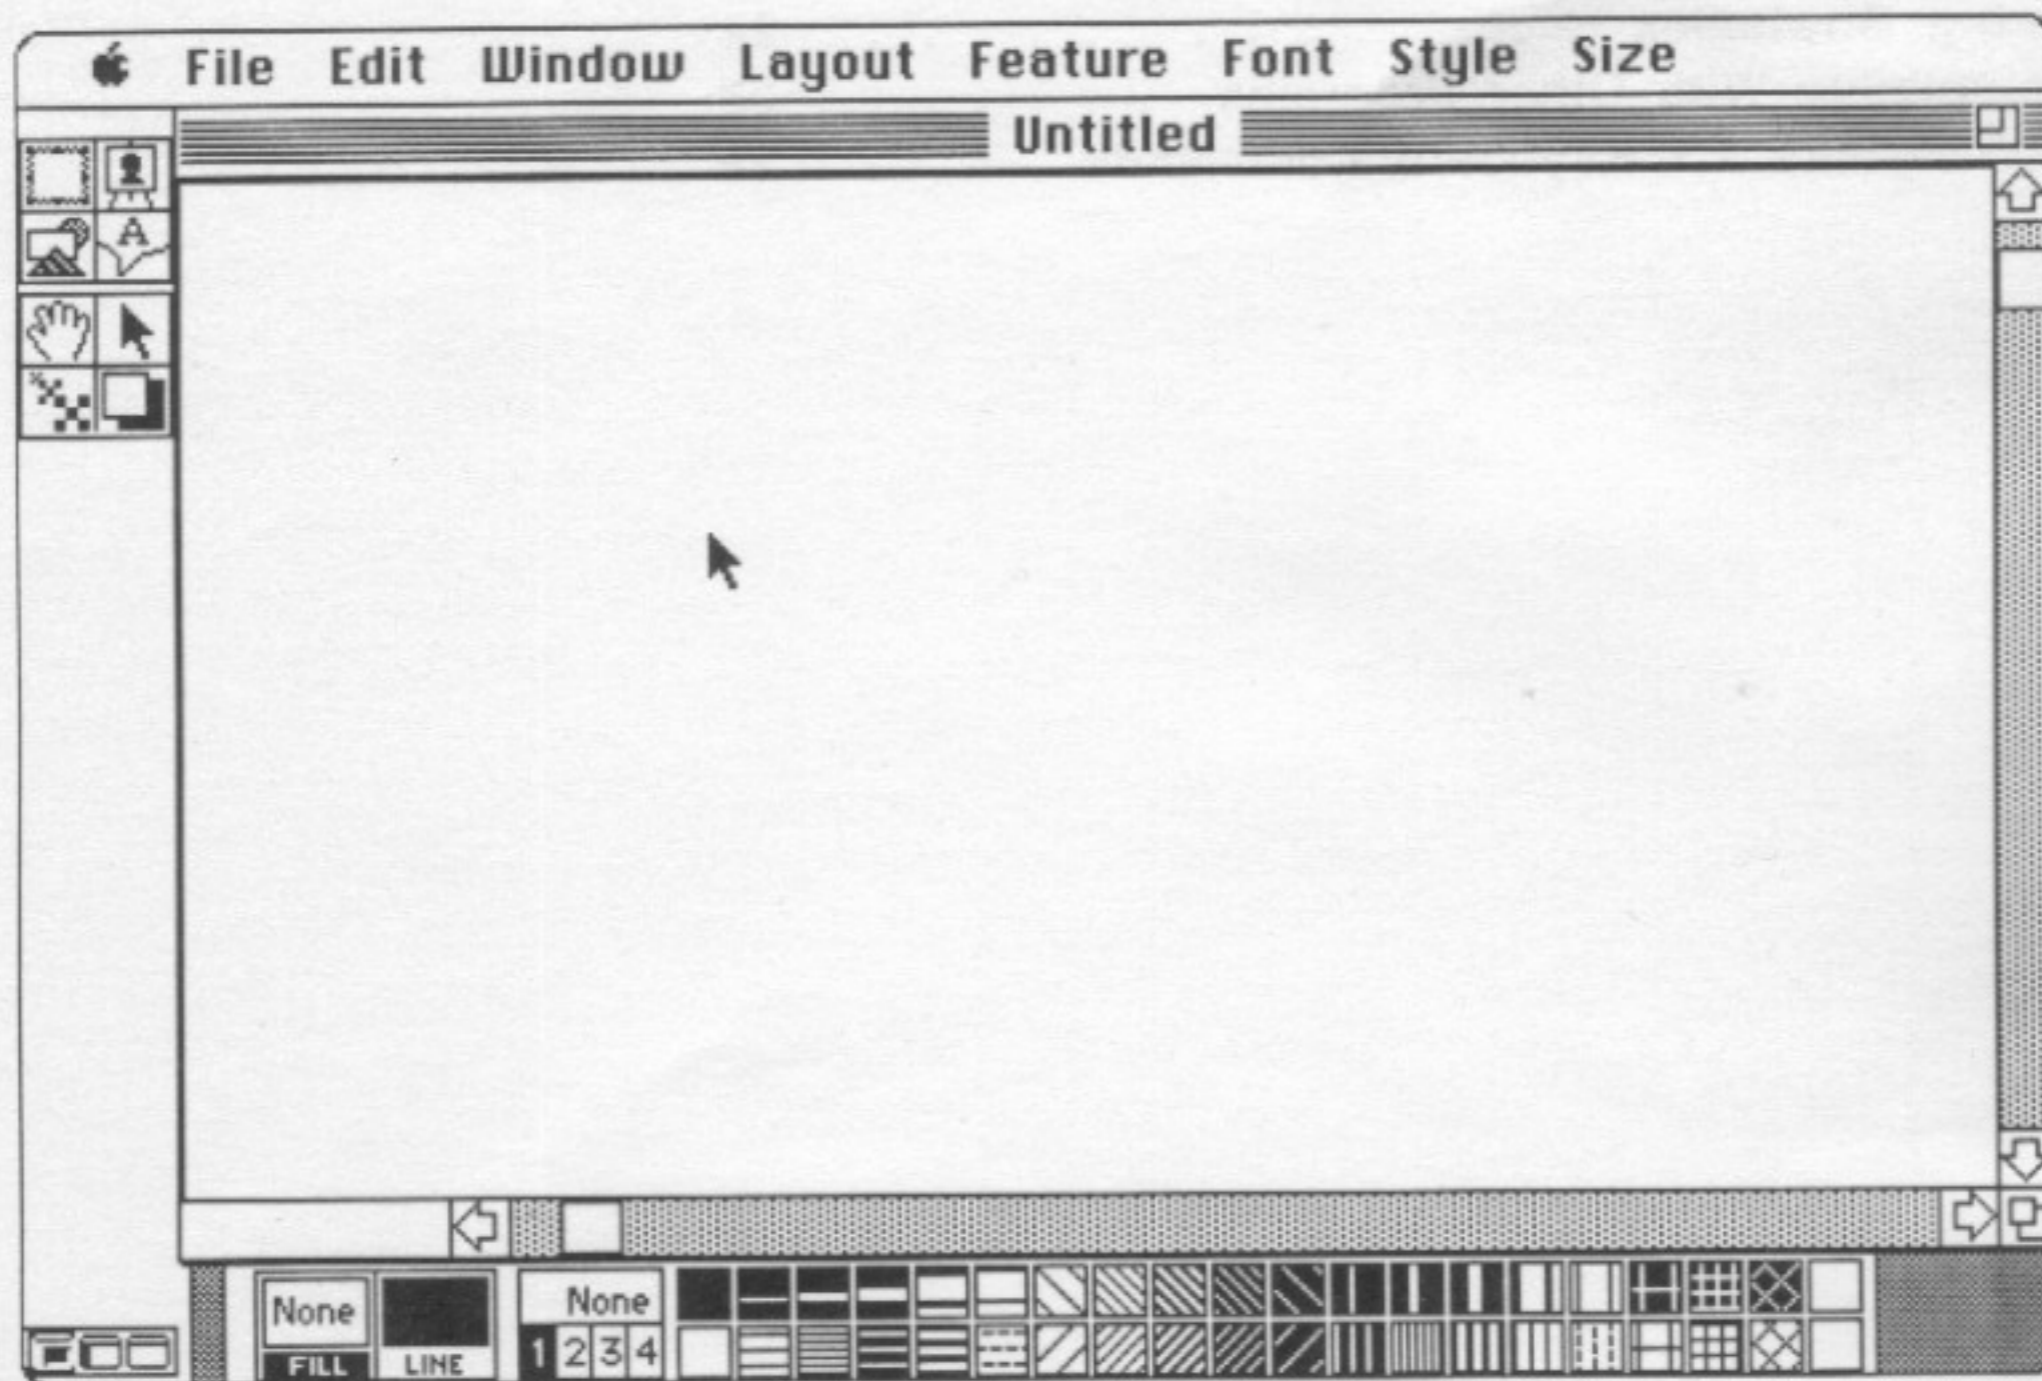 File Edit Window Layout Feature Font Style Size
Untitled
A
None
None
1 2 3 4
FILL
LINE